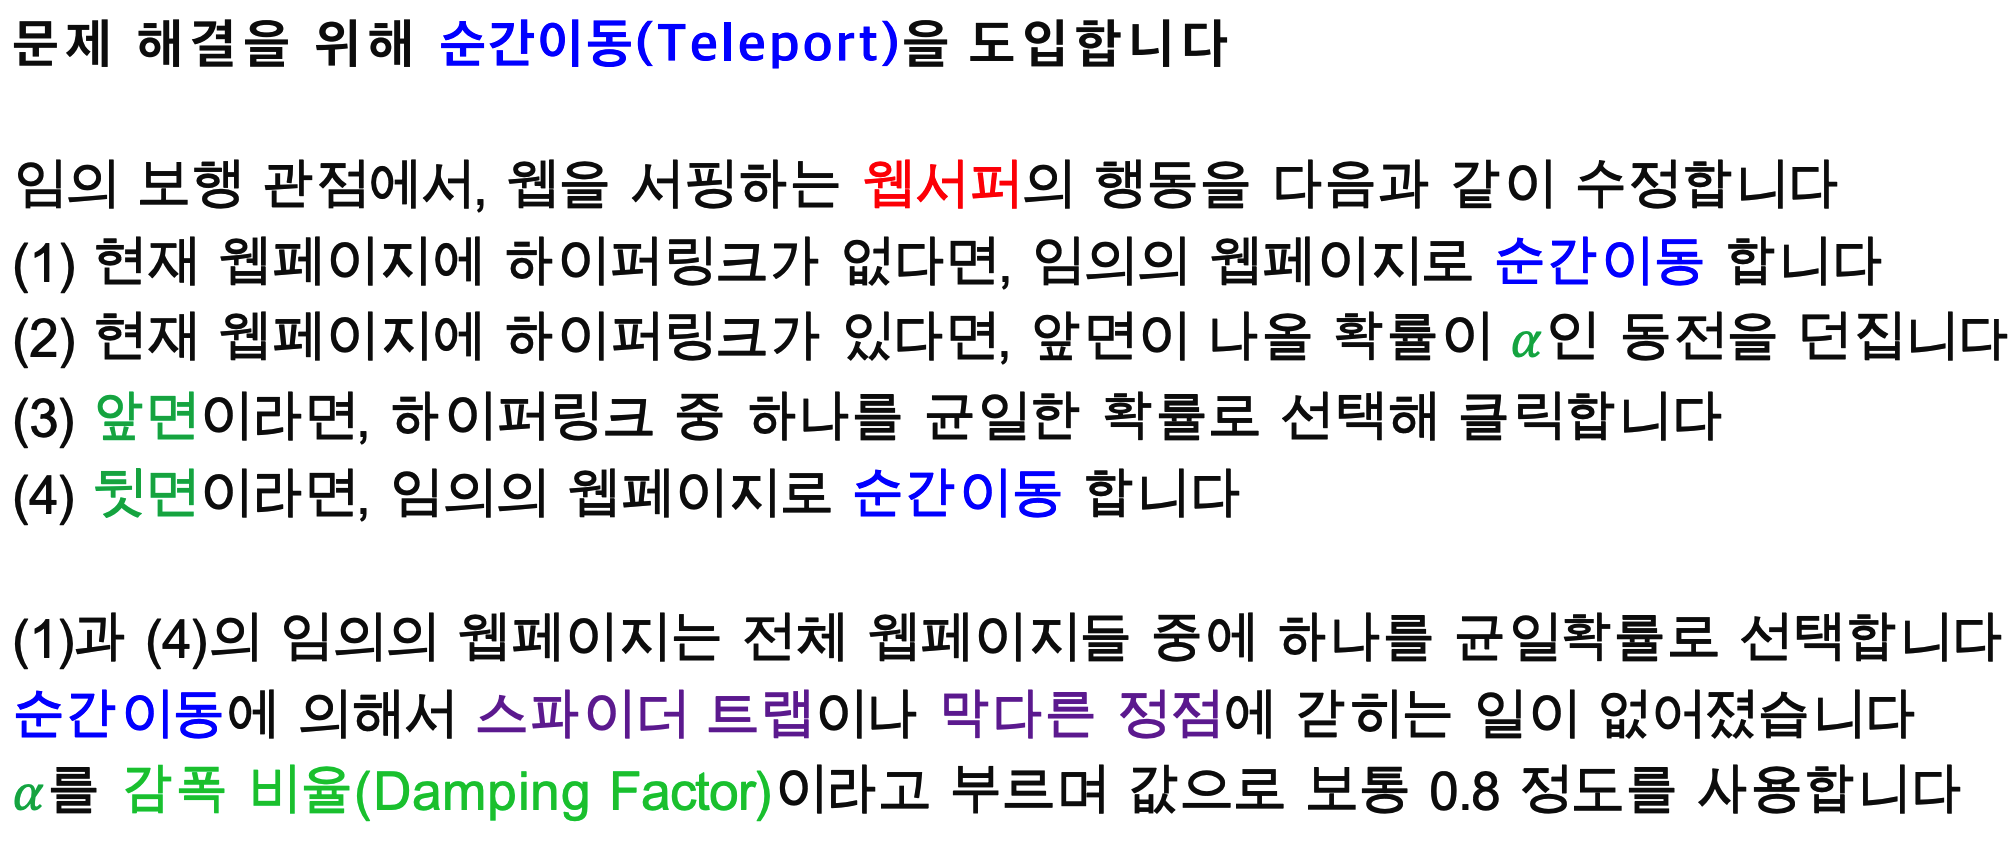 문제 해결을 위해 순간이동(Teleport)을 도입합니다
임의 보행 관점에서, 웹을 서핑하는 웹서퍼의 행동을 다음과 같이 수정합니다
(1) 현재 웹페이지에 하이퍼링크가 없다면, 임의의 웹페이지로 순간이동 합니다
(2) 현재 웹페이지에 하이퍼링크가 있다면, 앞면이 나올 확률이 𝛼인 동전을 던집니다
(3) 앞면이라면, 하이퍼링크 중 하나를 균일한 확률로 선택해 클릭합니다
(4) 뒷면이라면, 임의의 웹페이지로 순간이동 합니다
(1)과 (4)의 임의의 웹페이지는 전체 웹페이지들 중에 하나를 균일확률로 선택합니다
순간이동에 의해서 스파이더 트랩이나 막다른 정점에 갇히는 일이 없어졌습니다
𝛼를 감폭 비율(Damping Factor)이라고 부르며 값으로 보통 0.8 정도를 사용합니다